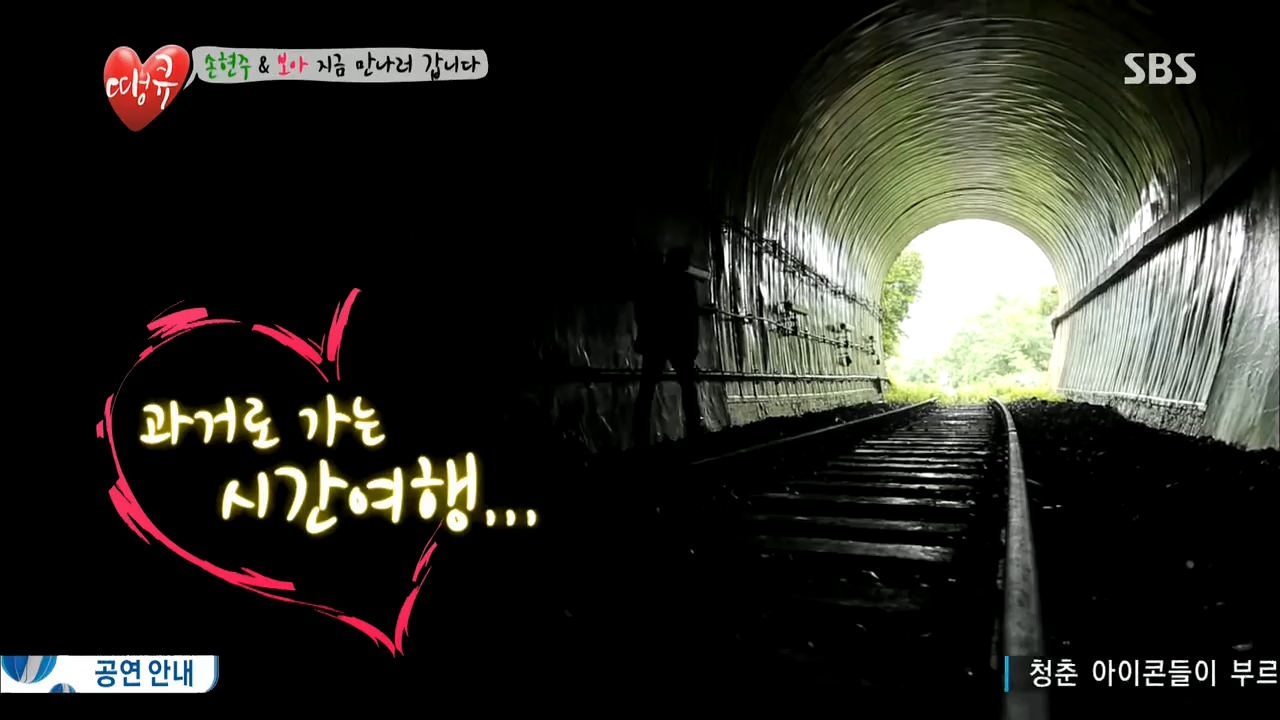 땡큐
손현주 & 보아 지금 만나러 갑니다
SBS
과거로 가는
시간여행...
공연 안내
청춘 아이콘들이 부르